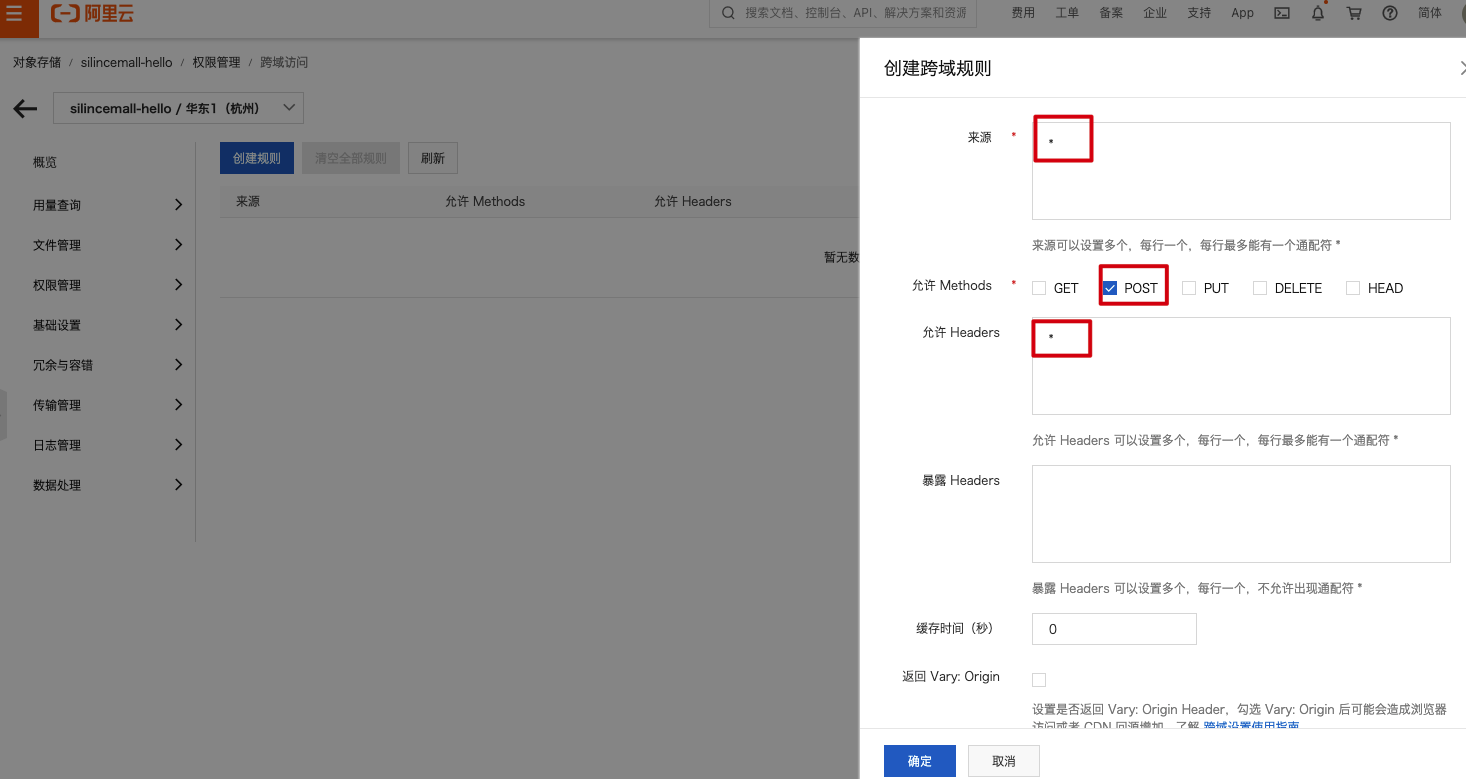 阿里云
搜索文档、控制台、API、解决方案和资源
费用 工单 备案 企业 支持 App 简体
对象存储 / silincemall-hello / 权限管理 / 跨域访问
silincemall-hello / 华东1（杭州）
概览
用量查询
文件管理
权限管理
基础设置
冗余与容错
传输管理
日志管理
数据处理
创建规则 清空全部规则 刷新
来源 允许 Methods 允许 Headers
暂无数
创建跨域规则
来源 *
*
来源可以设置多个，每行一个，每行最多能有一个通配符 *
允许 Methods * GET POST PUT DELETE HEAD
允许 Headers
*
允许 Headers 可以设置多个，每行一个，每行最多能有一个通配符 *
暴露 Headers
暴露 Headers 可以设置多个，每行一个，不允许出现通配符 *
缓存时间（秒） 0
返回 Vary: Origin
设置是否返回 Vary: Origin Header，勾选 Vary: Origin 后可能会造成浏览器
访问或者 CDN 回源增加。了解 跨域设置使用指南
确定 取消